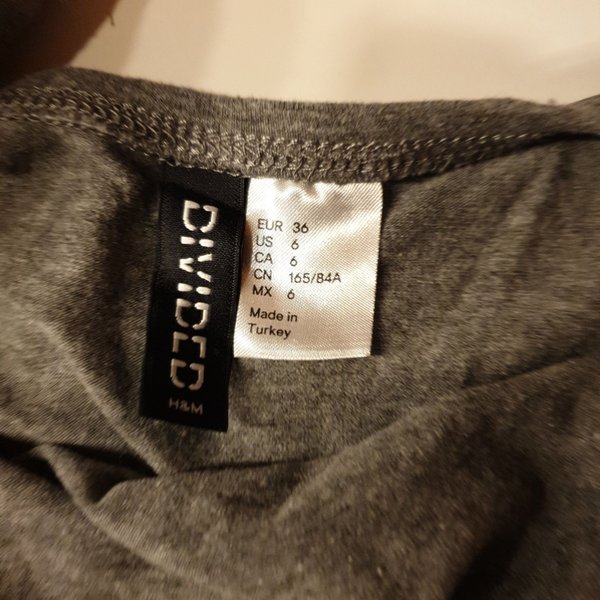 DIVIDED
H&M
EUR 36
US 6
CA 6
CN 165/84A
MX 6
Made in
Turkey